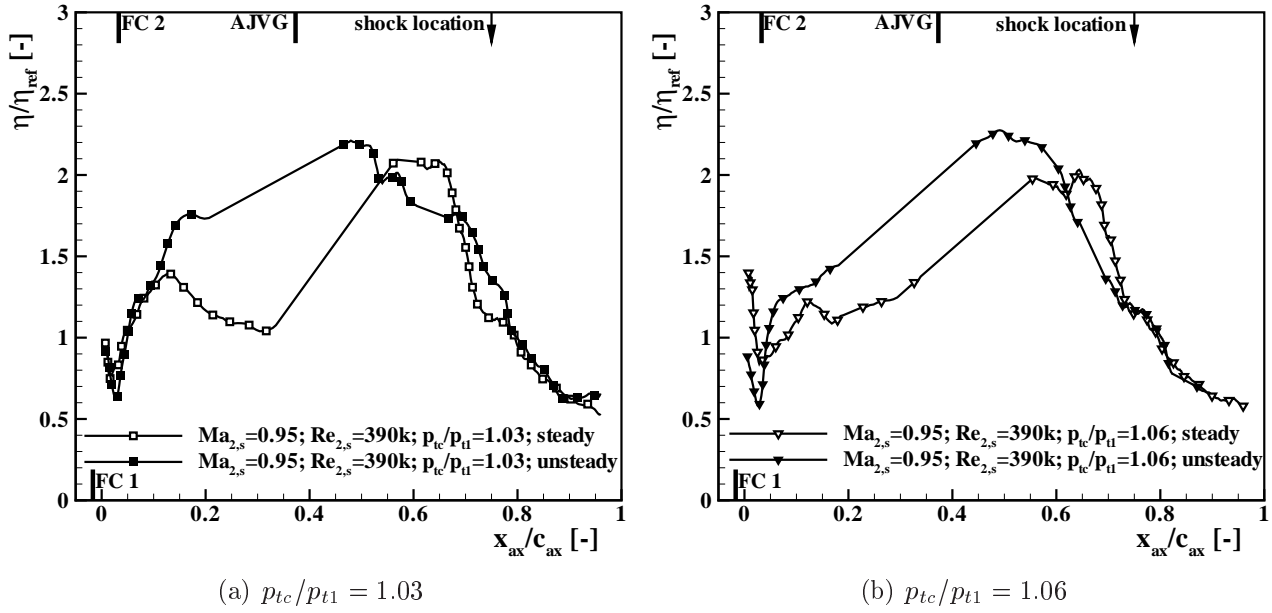 3
FC 2
AJVG
shock location
2.5
η/η_ref [-]
2
1.5
1
0.5
Ma_2,s=0.95; Re_2,s=390k; p_tc/p_t1=1.03; steady
Ma_2,s=0.95; Re_2,s=390k; p_tc/p_t1=1.03; unsteady
FC 1
0
0 0.2 0.4 0.6 0.8 1
x_ax/c_ax [-]
(a) p_tc/p_t1 = 1.03
3
FC 2
AJVG
shock location
2.5
η/η_ref [-]
2
1.5
1
0.5
Ma_2,s=0.95; Re_2,s=390k; p_tc/p_t1=1.06; steady
Ma_2,s=0.95; Re_2,s=390k; p_tc/p_t1=1.06; unsteady
FC 1
0
0 0.2 0.4 0.6 0.8 1
x_ax/c_ax [-]
(b) p_tc/p_t1 = 1.06